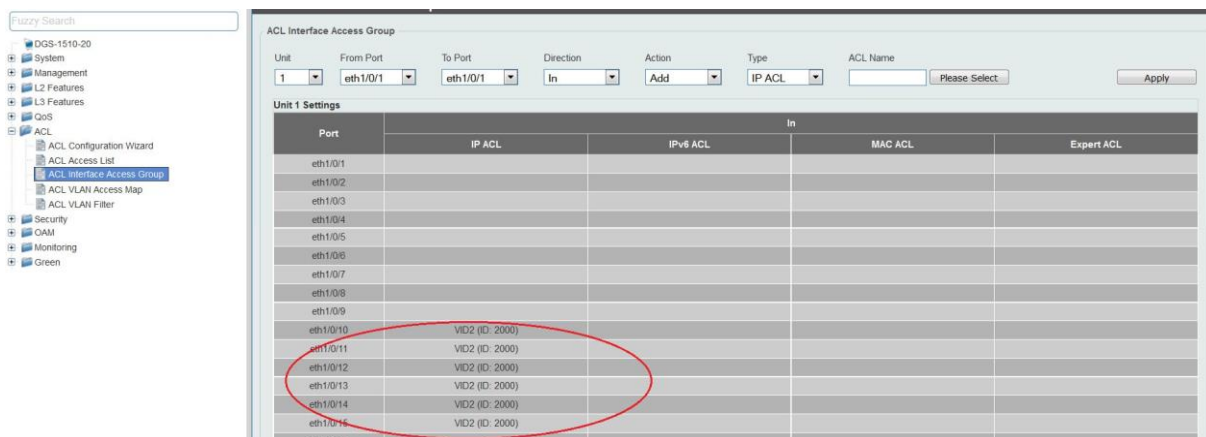 Fuzzy Search
DGS-1510-20
System
Management
L2 Features
L3 Features
QoS
ACL
ACL Configuration Wizard
ACL Access List
ACL Interface Access Group
ACL VLAN Access Map
ACL VLAN Filter
Security
OAM
Monitoring
Green
ACL Interface Access Group
Unit From Port To Port Direction Action Type ACL Name
1 eth1/0/1 eth1/0/1 In Add IP ACL Please Select Apply
Unit 1 Settings
Port In
IP ACL IPv6 ACL MAC ACL Expert ACL
eth1/0/1
eth1/0/2
eth1/0/3
eth1/0/4
eth1/0/5
eth1/0/6
eth1/0/7
eth1/0/8
eth1/0/9
eth1/0/10 VID2 (ID: 2000)
eth1/0/11 VID2 (ID: 2000)
eth1/0/12 VID2 (ID: 2000)
eth1/0/13 VID2 (ID: 2000)
eth1/0/14 VID2 (ID: 2000)
eth1/0/15 VID2 (ID: 2000)